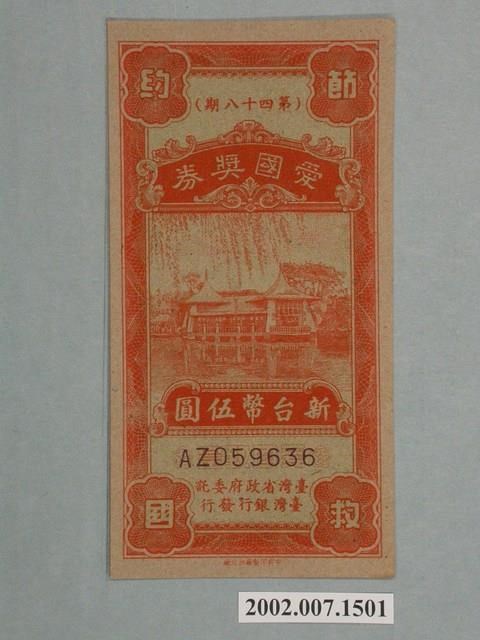 節約
(第四十八期)
愛國獎券
新台幣伍圓
AZ059636
臺灣省政府委託
臺灣銀行發行
救國
2002.007.1501